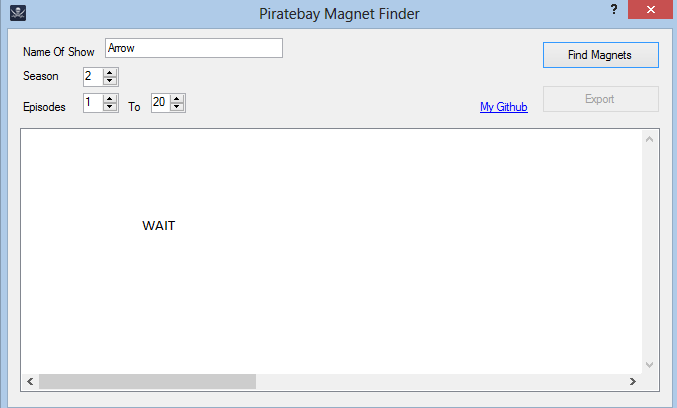 Piratebay Magnet Finder
?
Name Of Show Arrow
Find Magnets
Season 2
Episodes 1 To 20
My Github
Export
WAIT